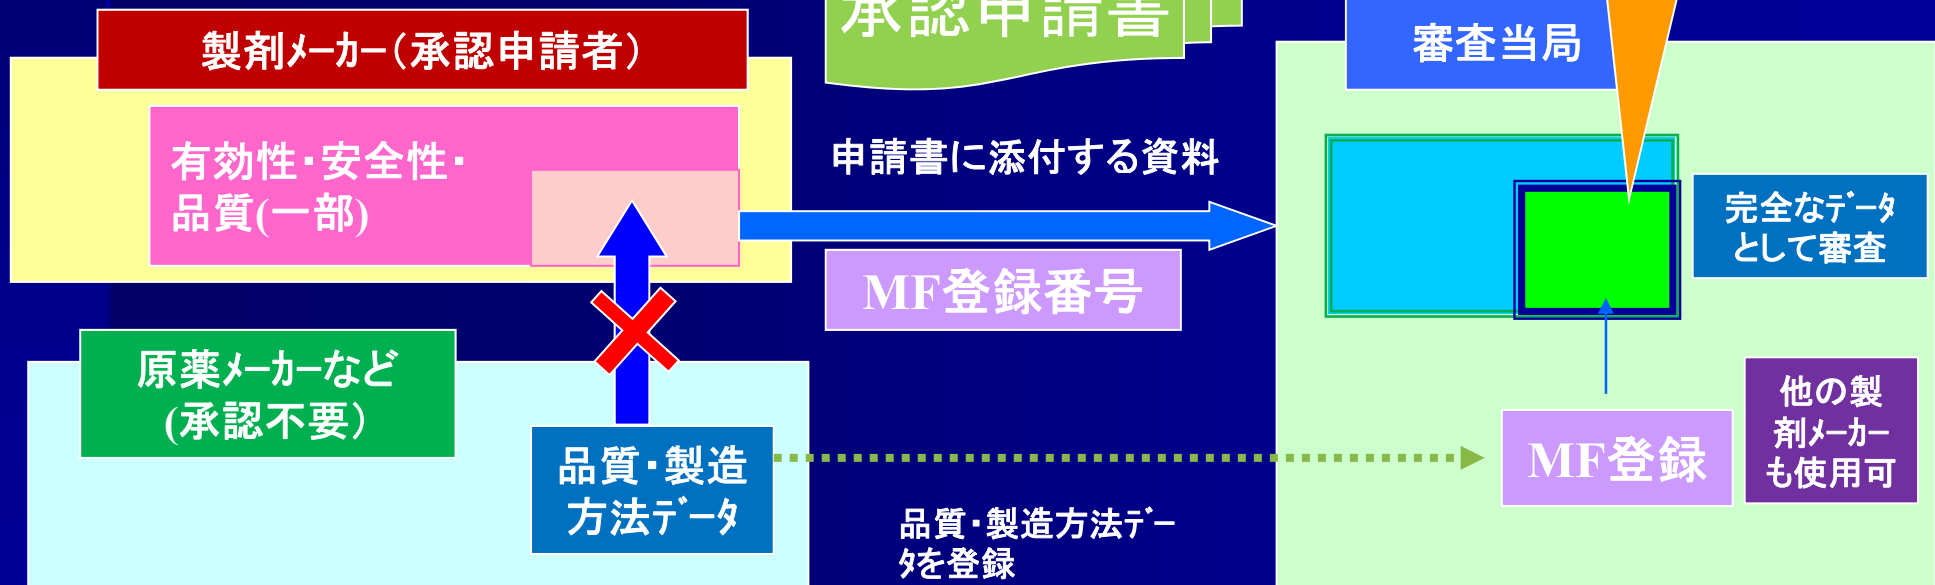 承認申請書
製剤メーカー（承認申請者）
審査当局
有効性・安全性・
品質(一部)
申請書に添付する資料
完全なデータ
として審査
MF登録番号
原薬メーカーなど
(承認不要）
他の製
剤メーカー
も使用可
品質・製造
方法データ
MF登録
品質・製造方法デー
タを登録